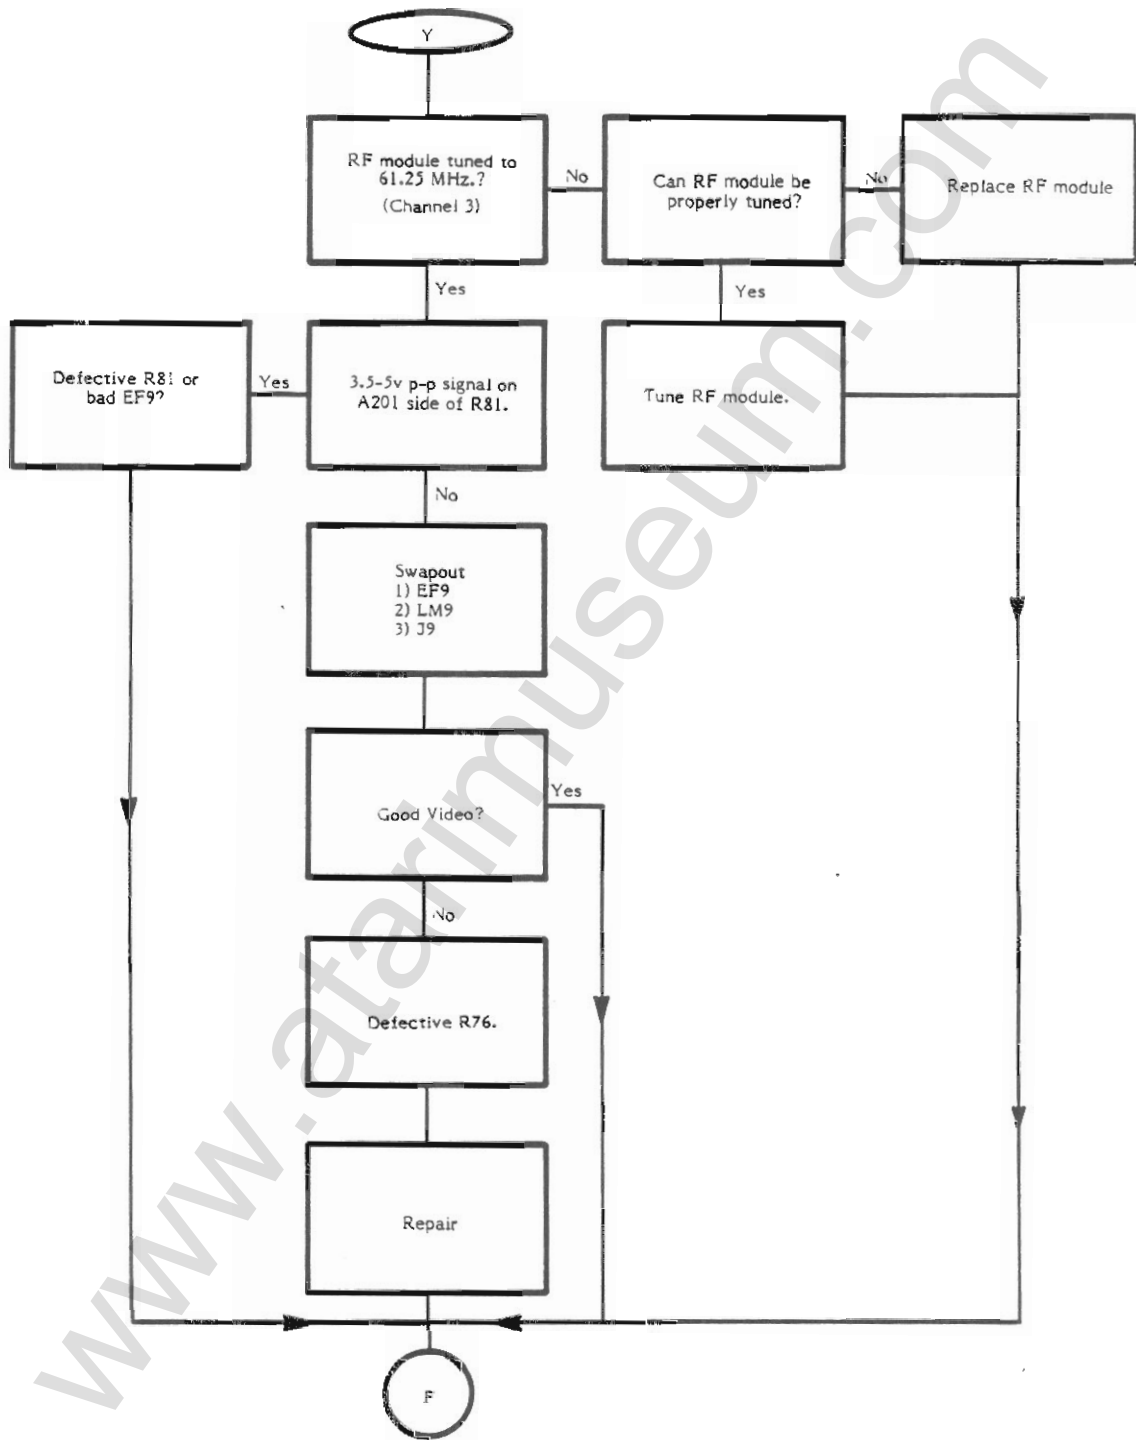 Y
RF module tuned to
61.25 MHz.?
(Channel 3)
No
Can RF module be
properly tuned?
No
Replace RF module
Yes
Yes
Defective R81 or
bad EF9?
Yes
3.5-5v p-p signal on
A201 side of R81.
Tune RF module.
No
Swapout
1) EF9
2) LM9
3) J9
Good Video?
Yes
No
Defective R76.
Repair
F
www.atarimuseum.com